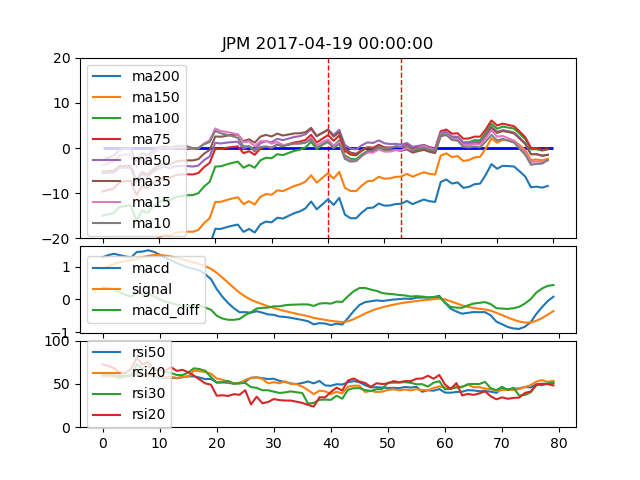 JPM 2017-04-19 00:00:00
20
10
0
−10
−20
ma200
ma150
ma100
ma75
ma50
ma35
ma15
ma10
1
0
−1
macd
signal
macd_diff
100
50
0
rsi50
rsi40
rsi30
rsi20
0 10 20 30 40 50 60 70 80